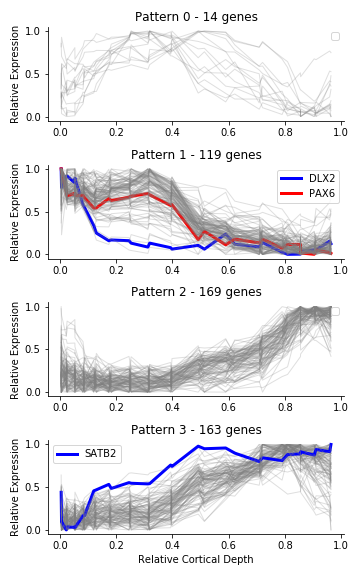 Pattern 0 - 14 genes
Relative Expression
1.0
0.5
0.0
0.0 0.2 0.4 0.6 0.8 1.0
Pattern 1 - 119 genes
Relative Expression
1.0
0.5
0.0
DLX2
PAX6
0.0 0.2 0.4 0.6 0.8 1.0
Pattern 2 - 169 genes
Relative Expression
1.0
0.5
0.0
0.0 0.2 0.4 0.6 0.8 1.0
Pattern 3 - 163 genes
Relative Expression
1.0
0.5
0.0
SATB2
0.0 0.2 0.4 0.6 0.8 1.0
Relative Cortical Depth